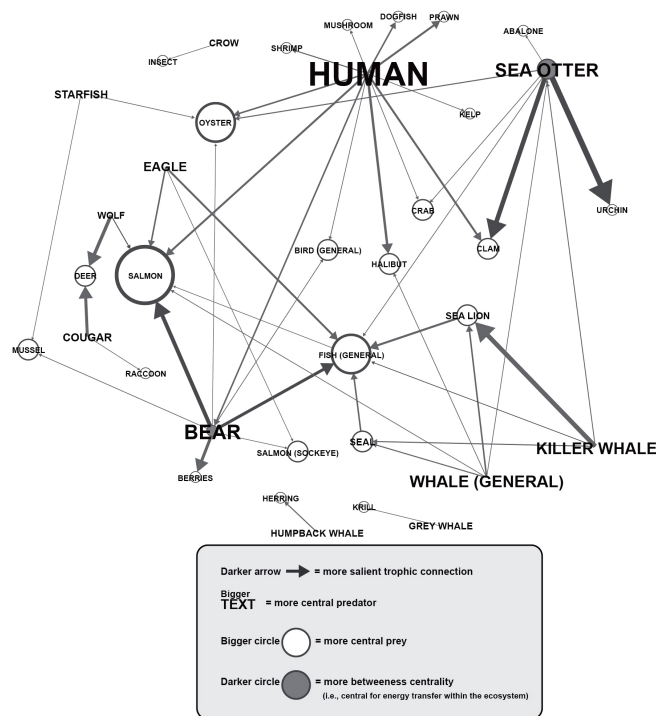 MUSHROOM
DOGFISH
PRAWN
ABALONE
CROW
SHRIMP
INSECT
HUMAN
SEA OTTER
STARFISH
OYSTER
KELP
EAGLE
WOLF
CRAB
URCHIN
BIRD (GENERAL)
CLAM
DEER
SALMON
HALIBUT
SEA LION
COUGAR
MUSSEL
FISH (GENERAL)
RACCOON
BEAR
SEAL
SALMON (SOCKEYE)
KILLER WHALE
BERRIES
WHALE (GENERAL)
HERRING
KRILL
HUMPBACK WHALE
GREY WHALE
Darker arrow = more salient trophic connection
Bigger
TEXT = more central predator
Bigger circle = more central prey
Darker circle = more betweeness centrality
(i.e., central for energy transfer within the ecosystem)